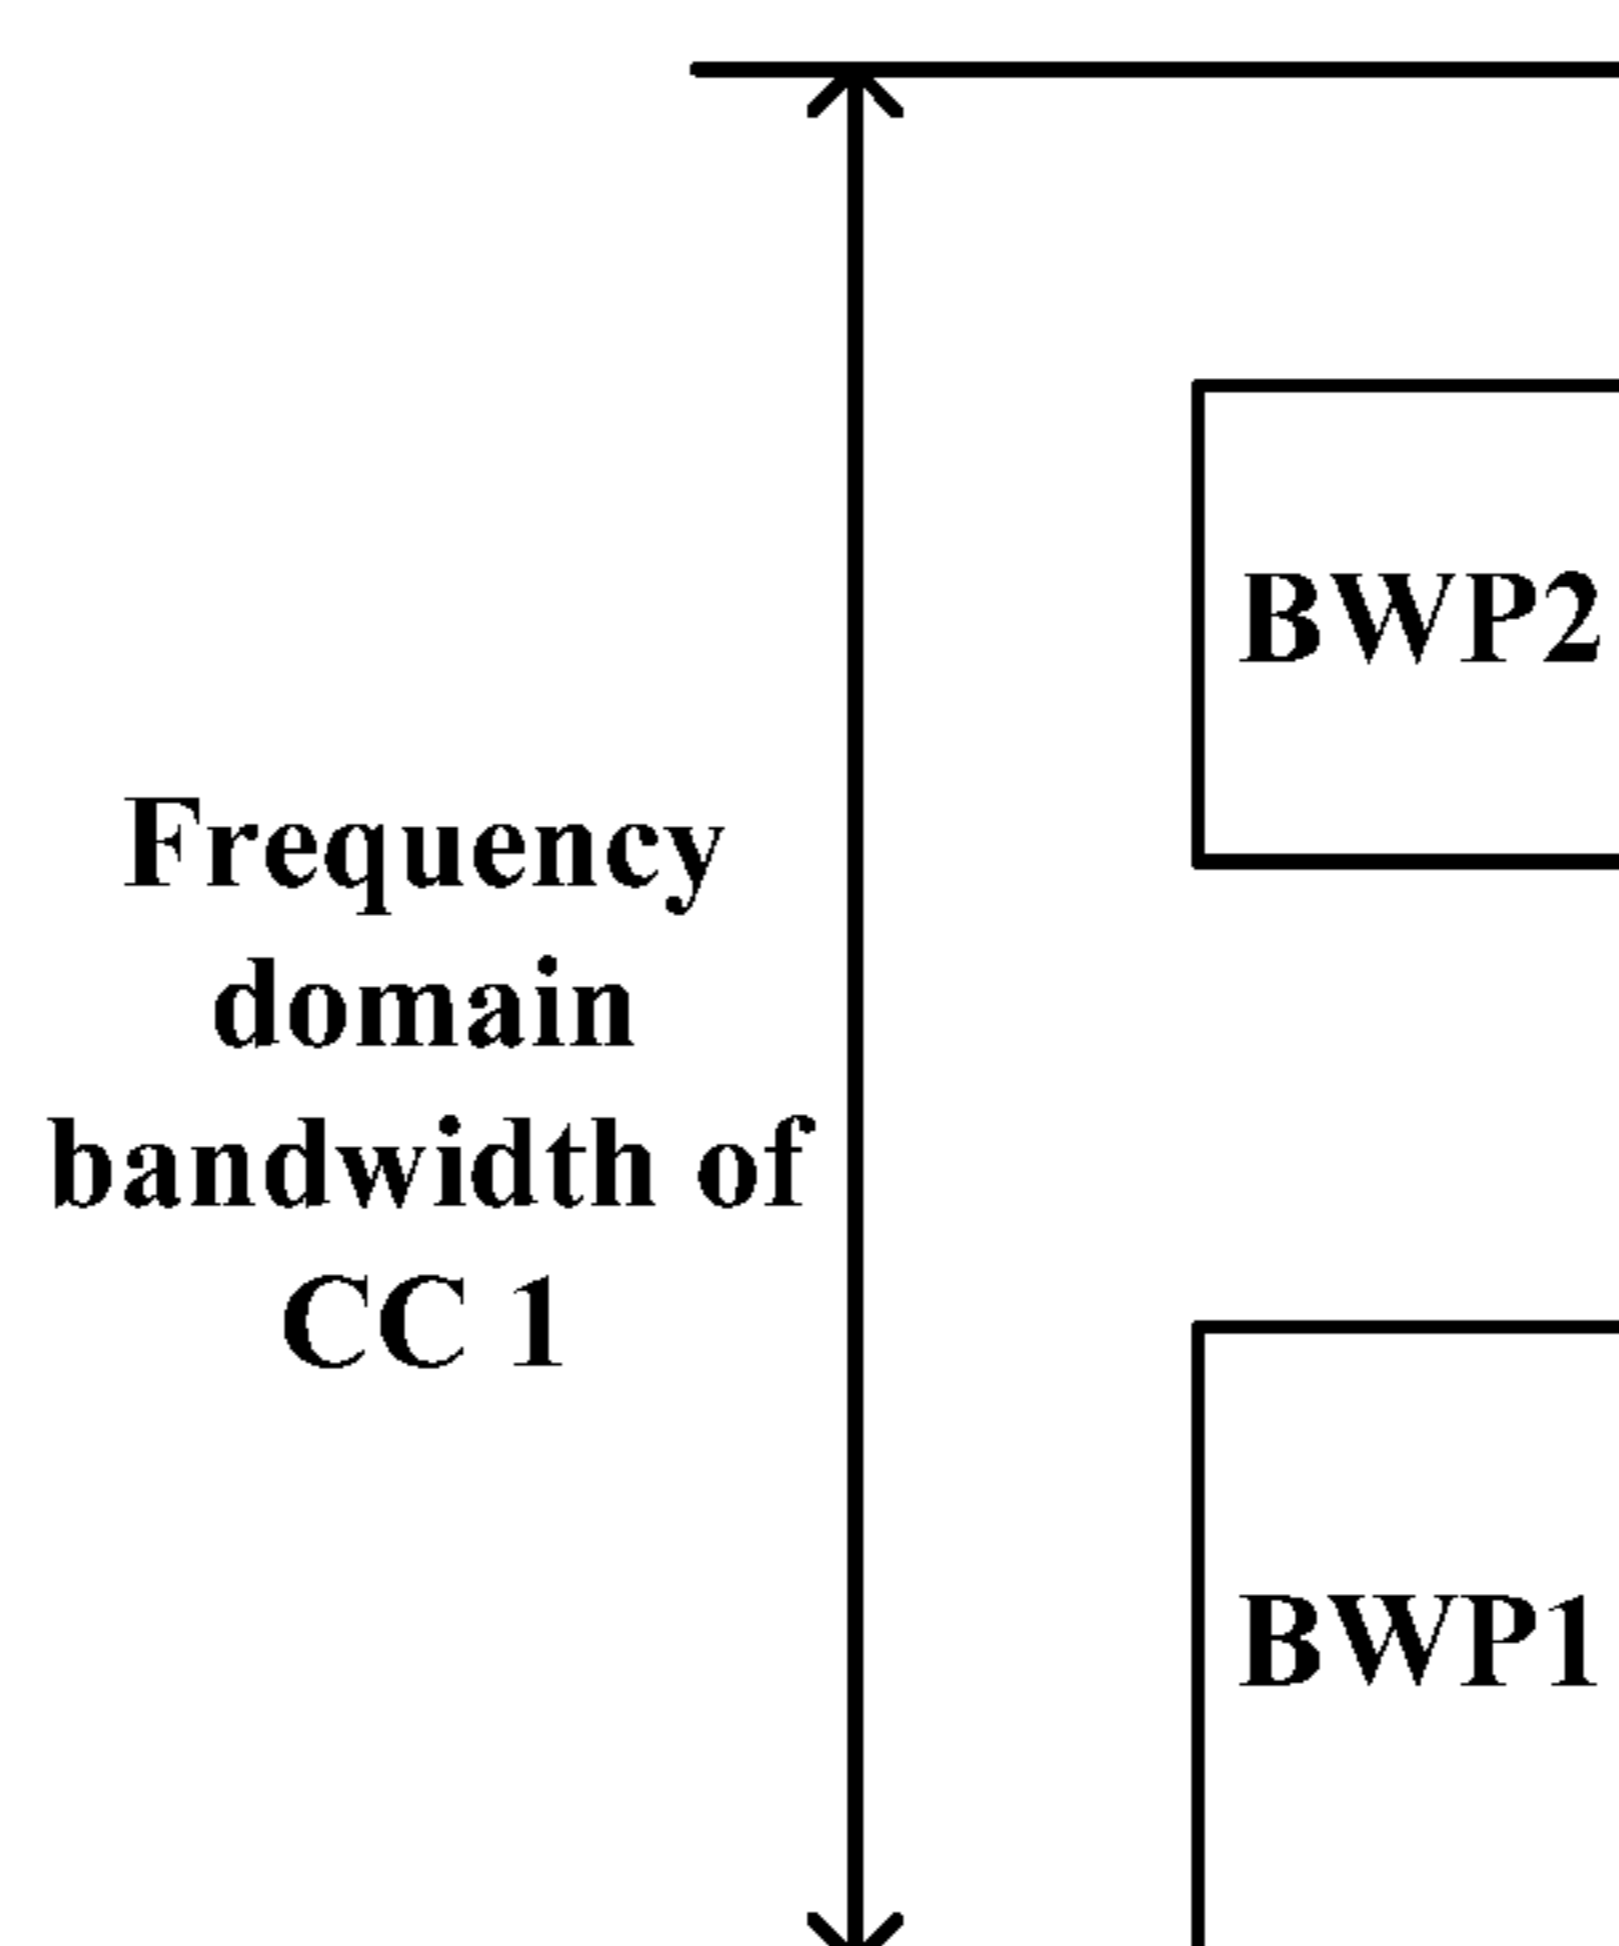 BWP2
Frequency
domain
bandwidth of
CC 1
BWP1